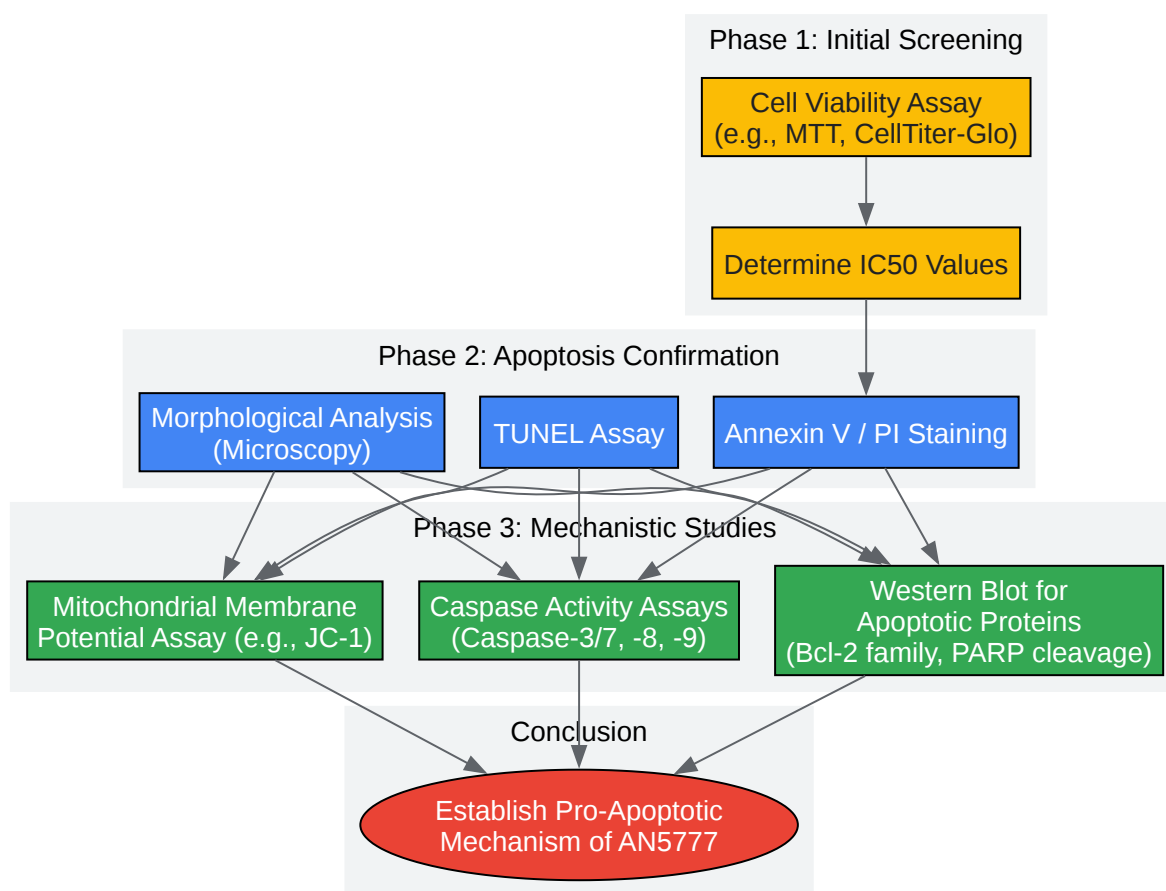 Phase 1: Initial Screening
Cell Viability Assay
(e.g., MTT, CellTiter-Glo)
Determine IC50 Values
Phase 2: Apoptosis Confirmation
Morphological Analysis
(Microscopy)
TUNEL Assay
Annexin V / PI Staining
Phase 3: Mechanistic Studies
Mitochondrial Membrane
Potential Assay (e.g., JC-1)
Caspase Activity Assays
(Caspase-3/7, -8, -9)
Western Blot for
Apoptotic Proteins
(Bcl-2 family, PARP cleavage)
Conclusion
Establish Pro-Apoptotic
Mechanism of AN5777